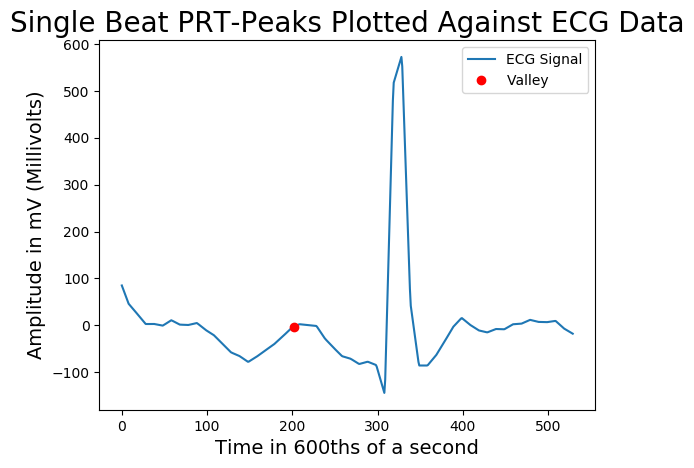 Single Beat PRT-Peaks Plotted Against ECG Data
ECG Signal
Valley
Amplitude in mV (Millivolts)
600
500
400
300
200
100
0
−100
0 100 200 300 400 500
Time in 600ths of a second